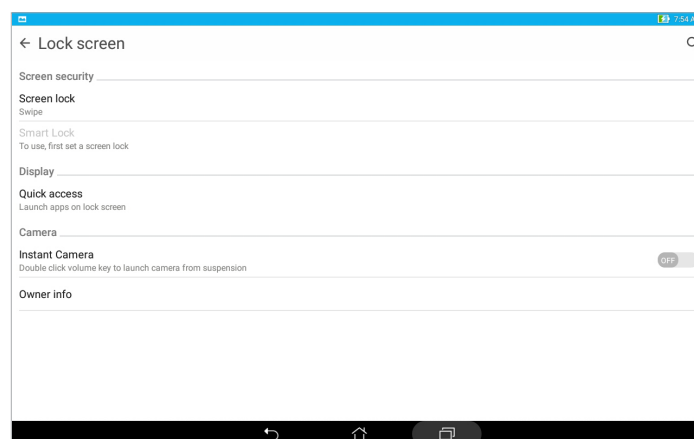 7:54 A
Lock screen
Screen security
Screen lock
Swipe
Smart Lock
To use, first set a screen lock
Display
Quick access
Launch apps on lock screen
Camera
Instant Camera
Double click volume key to launch camera from suspension
OFF
Owner info